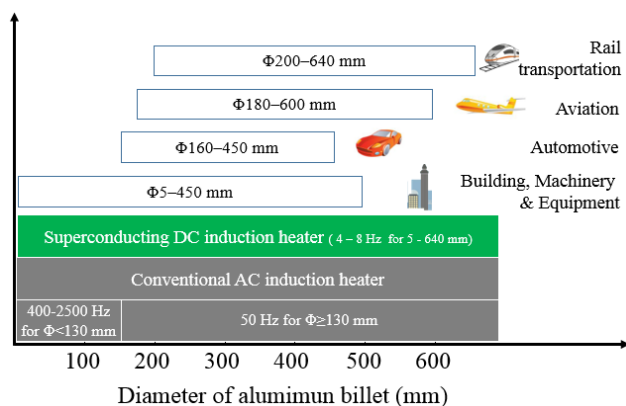 Φ200–640 mm
Rail
transportation
Φ180–600 mm
Aviation
Φ160–450 mm
Automotive
Φ5–450 mm
Building, Machinery
& Equipment
Superconducting DC induction heater ( 4 – 8 Hz for 5 - 640 mm)
Conventional AC induction heater
400-2500 Hz
for Φ<130 mm
50 Hz for Φ≥130 mm
100 200 300 400 500 600
Diameter of alumimun billet (mm)